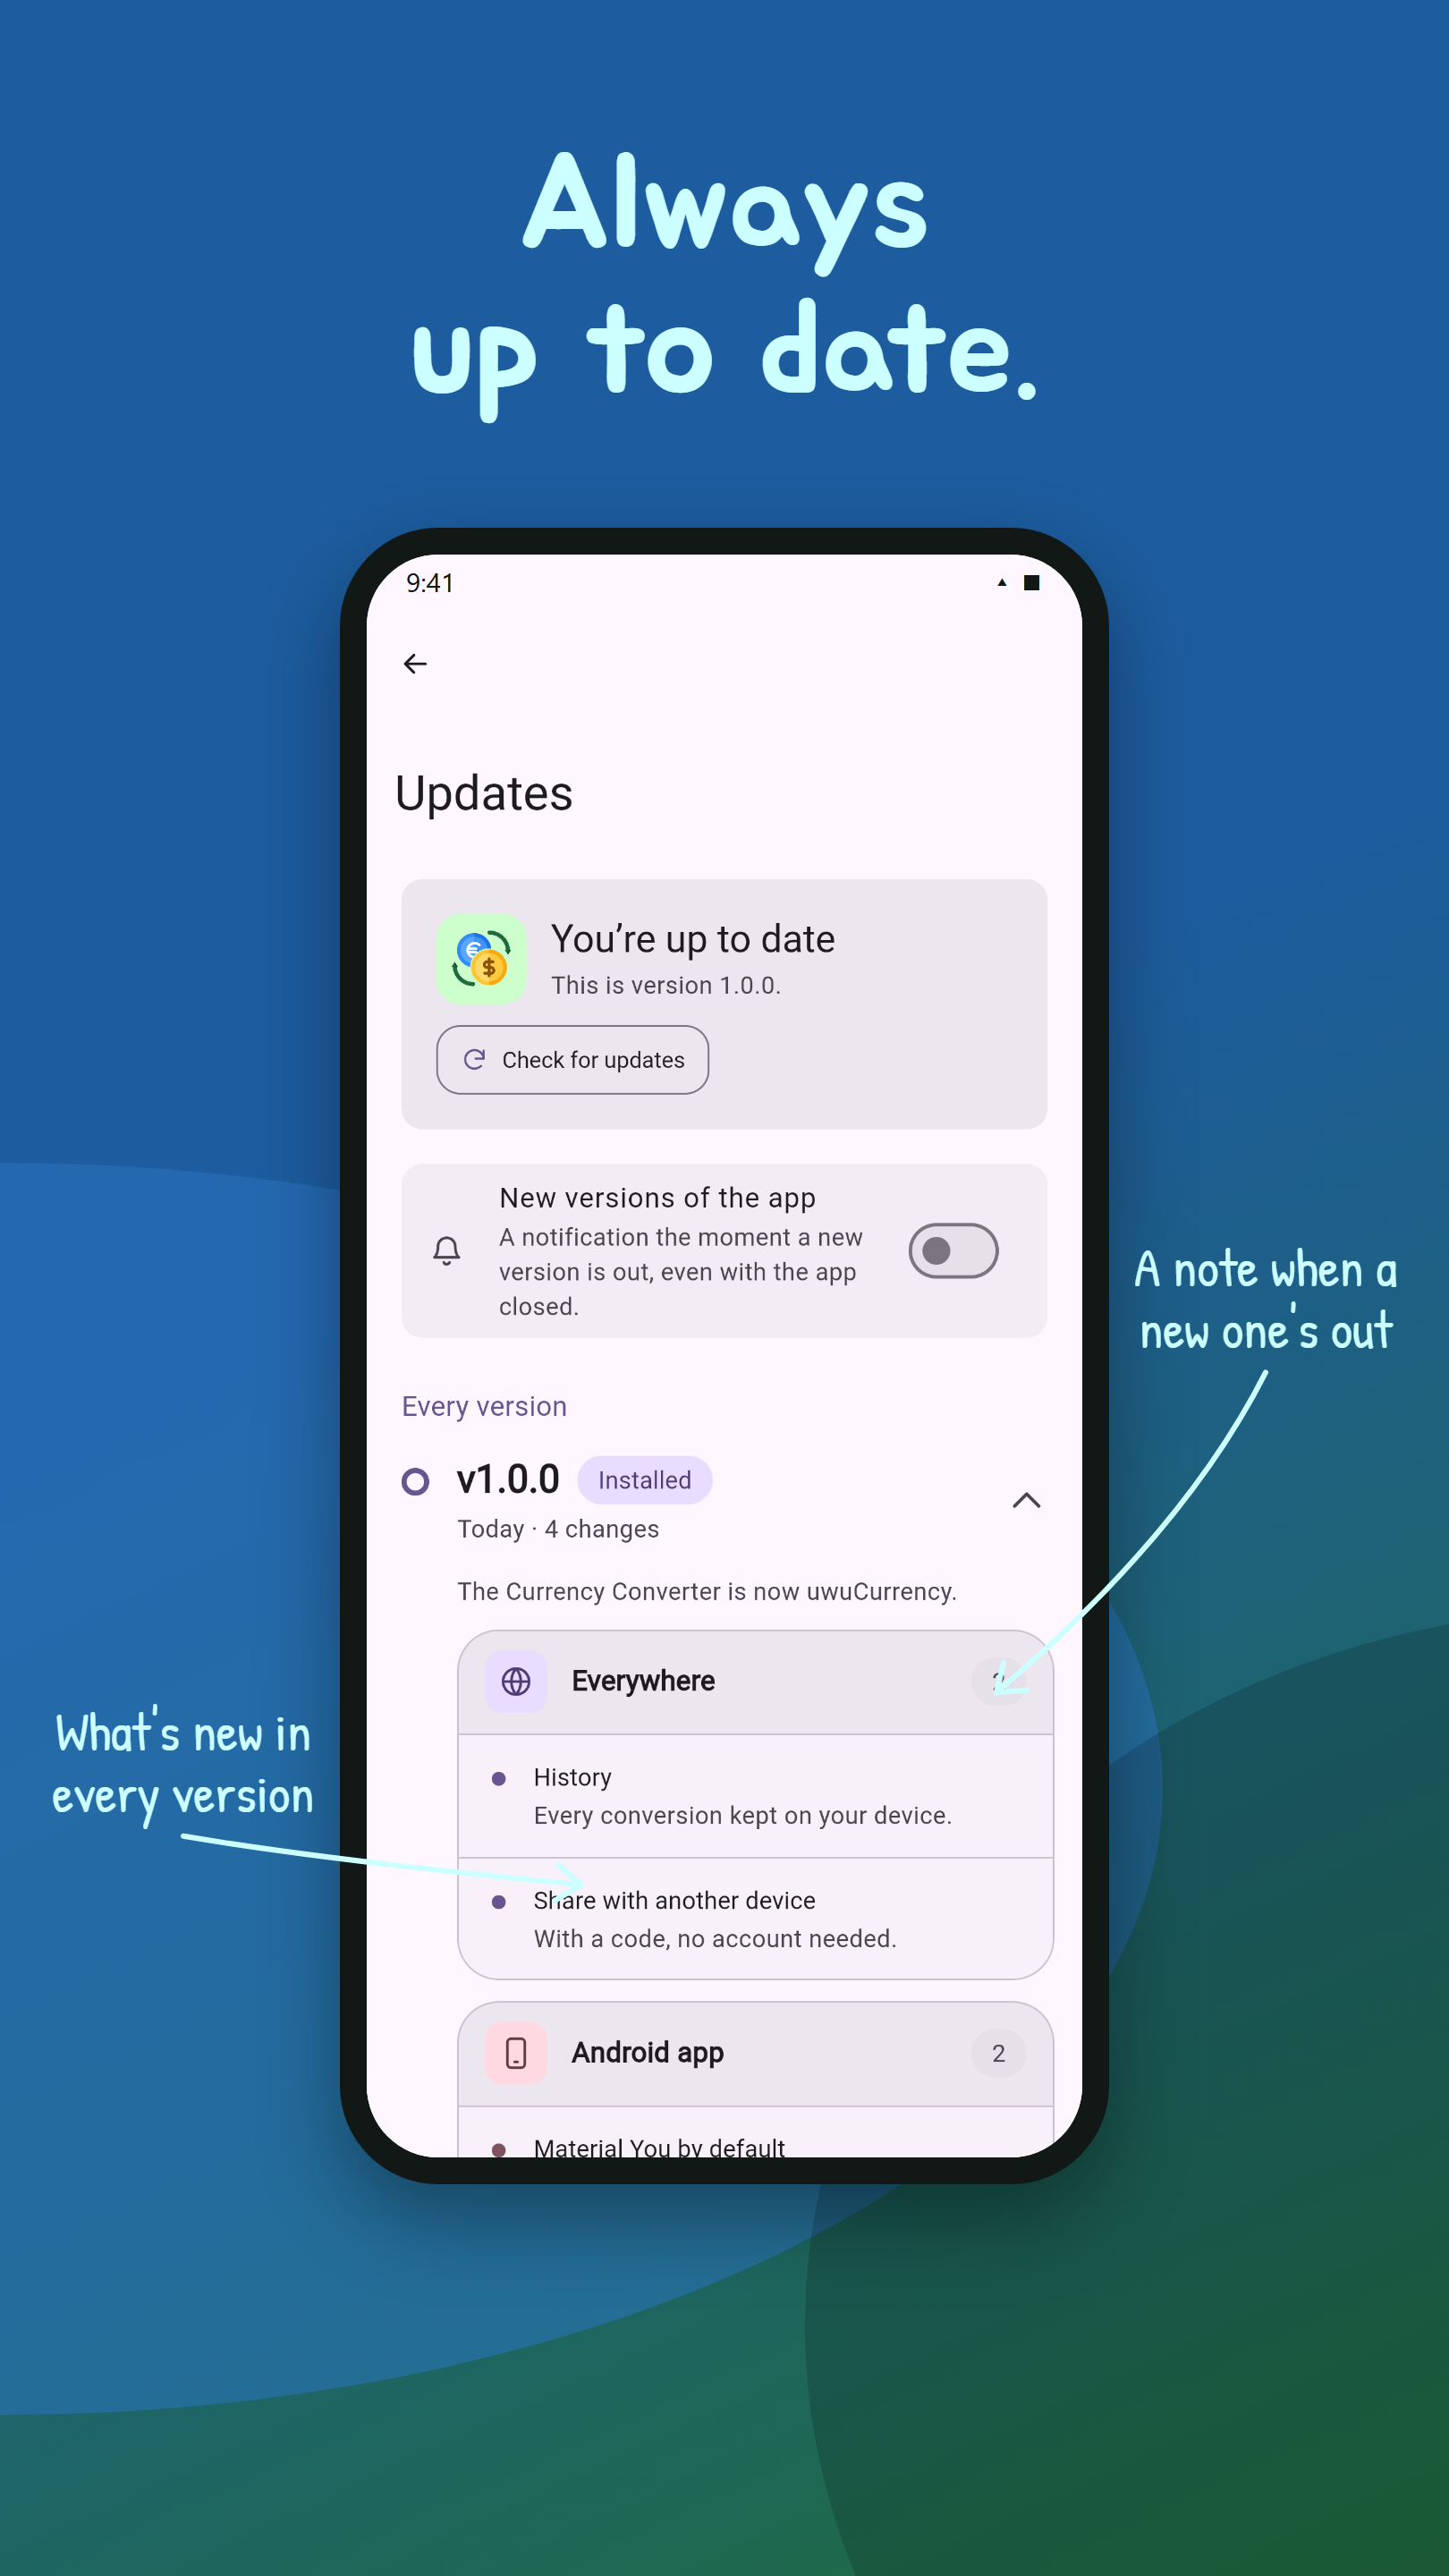 Always
up to date.
9:41
Updates
You’re up to date
This is version 1.0.0.
Check for updates
New versions of the app
A notification the moment a new
version is out, even with the app
closed.
A note when a
new one's out
Every version
v1.0.0 Installed
Today · 4 changes
The Currency Converter is now uwuCurrency.
Everywhere
What's new in
every version
History
Every conversion kept on your device.
Share with another device
With a code, no account needed.
Android app 2
Material You by default